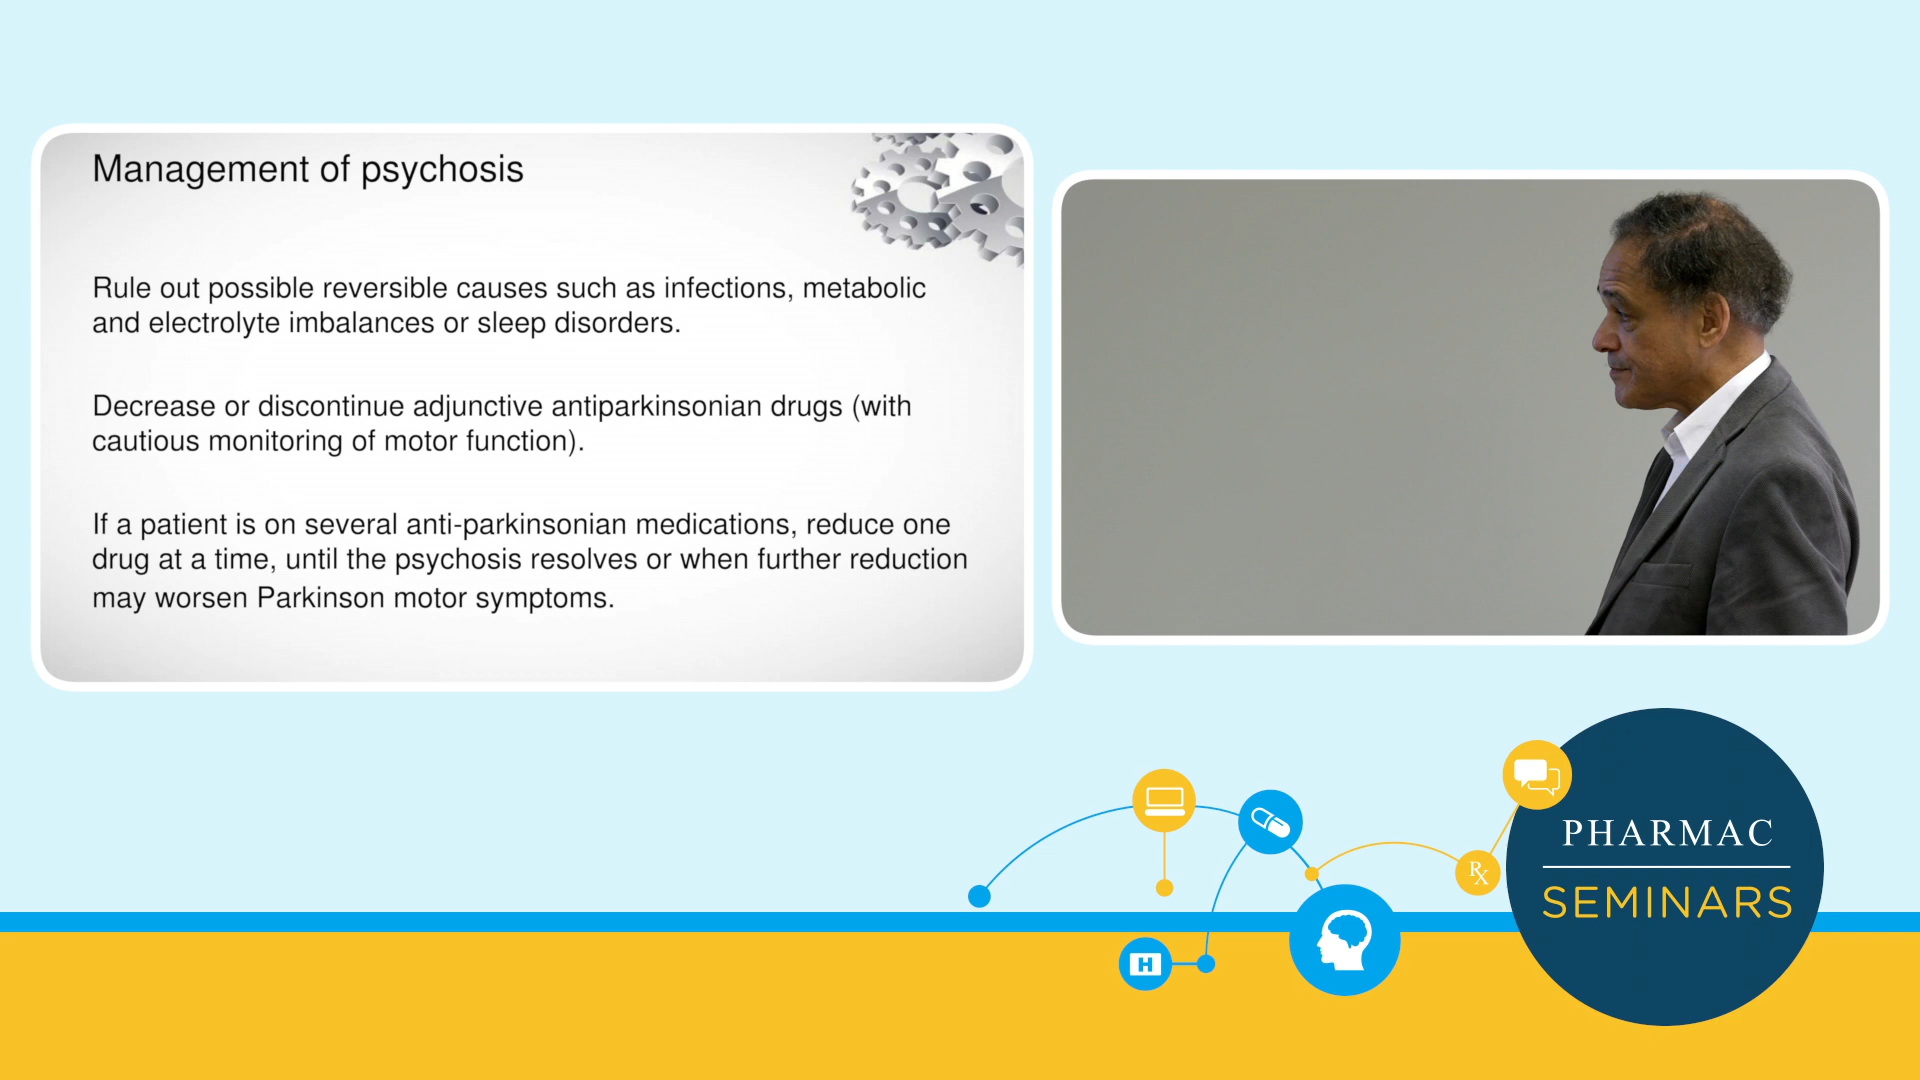 Management of psychosis
Rule out possible reversible causes such as infections, metabolic
and electrolyte imbalances or sleep disorders.
Decrease or discontinue adjunctive antiparkinsonian drugs (with
cautious monitoring of motor function).
If a patient is on several anti-parkinsonian medications, reduce one
drug at a time, until the psychosis resolves or when further reduction
may worsen Parkinson motor symptoms.
Rx
PHARMAC
SEMINARS
H